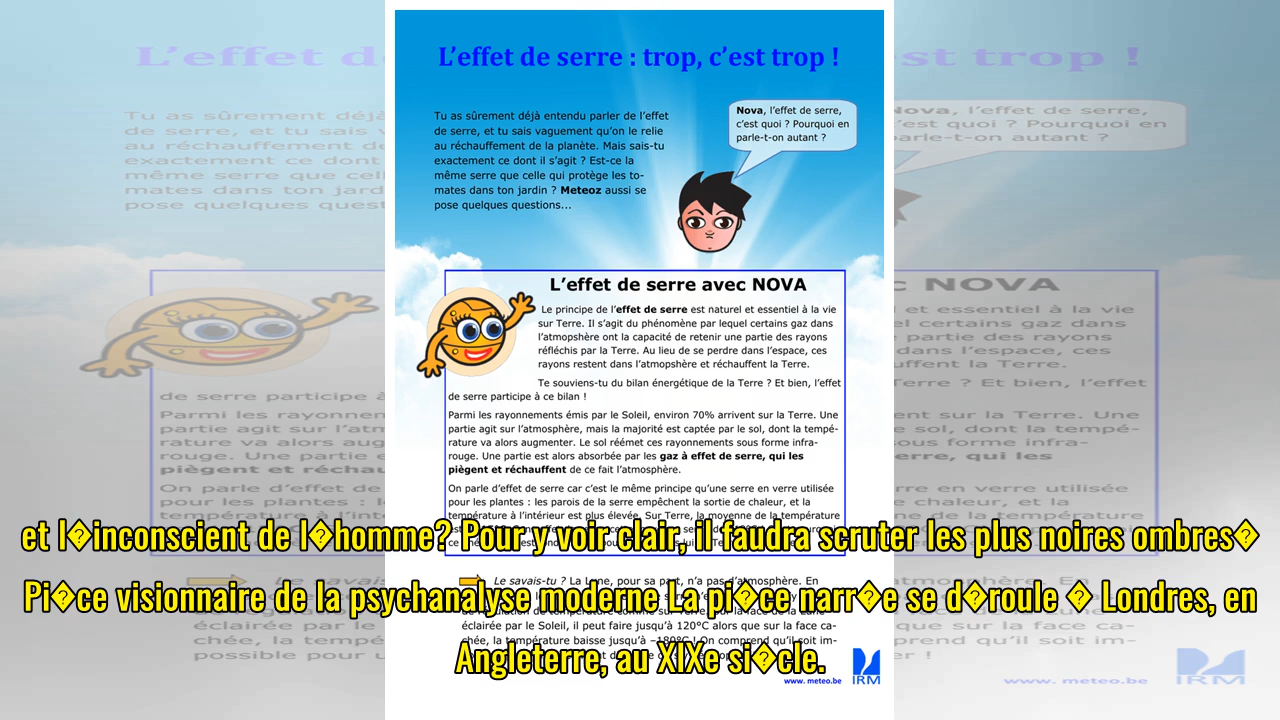 L'effet de serre : trop, c'est trop !
Tu as sûrement déjà entendu parler de l'effet
de serre, et tu sais vaguement qu'on le relie
au réchauffement de la planète. Mais sais-tu
exactement ce dont il s'agit ? Est-ce la
même serre que celle qui protège les to-
mates dans ton jardin ? Meteoz aussi se
pose quelques questions...
Nova, l'effet de serre,
c'est quoi ? Pourquoi en
parle-t-on autant ?
L'effet de serre avec NOVA
Le principe de l'effet de serre est naturel et essentiel à la vie
sur Terre. Il s'agit du phénomène par lequel certains gaz dans
l'atmopshère ont la capacité de retenir une partie des rayons
réfléchis par la Terre. Au lieu de se perdre dans l'espace, ces
rayons restent dans l'atmopshère et réchauffent la Terre.
Te souviens-tu du bilan énergétique de la Terre ? Et bien, l'effet
de serre participe à ce bilan !
Parmi les rayonnements émis par le Soleil, environ 70% arrivent sur la Terre. Une
partie agit sur l'atmosphère, mais la majorité est captée par le sol, dont la tempé-
rature va alors augmenter. Le sol réémet ces rayonnements sous forme infra-
rouge. Une partie est alors absorbée par les gaz à effet de serre, qui les
piègent et réchauffent de ce fait l'atmosphère.
On parle d'effet de serre car c'est le même principe qu'une serre en verre utilisée
pour les plantes : les parois de la serre empêchent la sortie de chaleur, et la
température à l'intérieur est plus élevée. Sur Terre, la moyenne de la température
et l�inconscient de l�homme? Pour y voir clair, il faudra scruter les plus noires ombres�
Pi�ce visionnaire de la psychanalyse moderne La pi�ce narr�e se d�roule � Londres, en
Angleterre, au XIXe si�cle.
Le savais-tu ? La Lune, pour sa part, n'a pas d'atmosphère. En
éclairée par le Soleil, il peut faire jusqu'à 120°C alors que sur la face ca-
chée, la température baisse jusqu'à –180°C ! On comprend qu'il soit im-
www. meteo.be
IRM